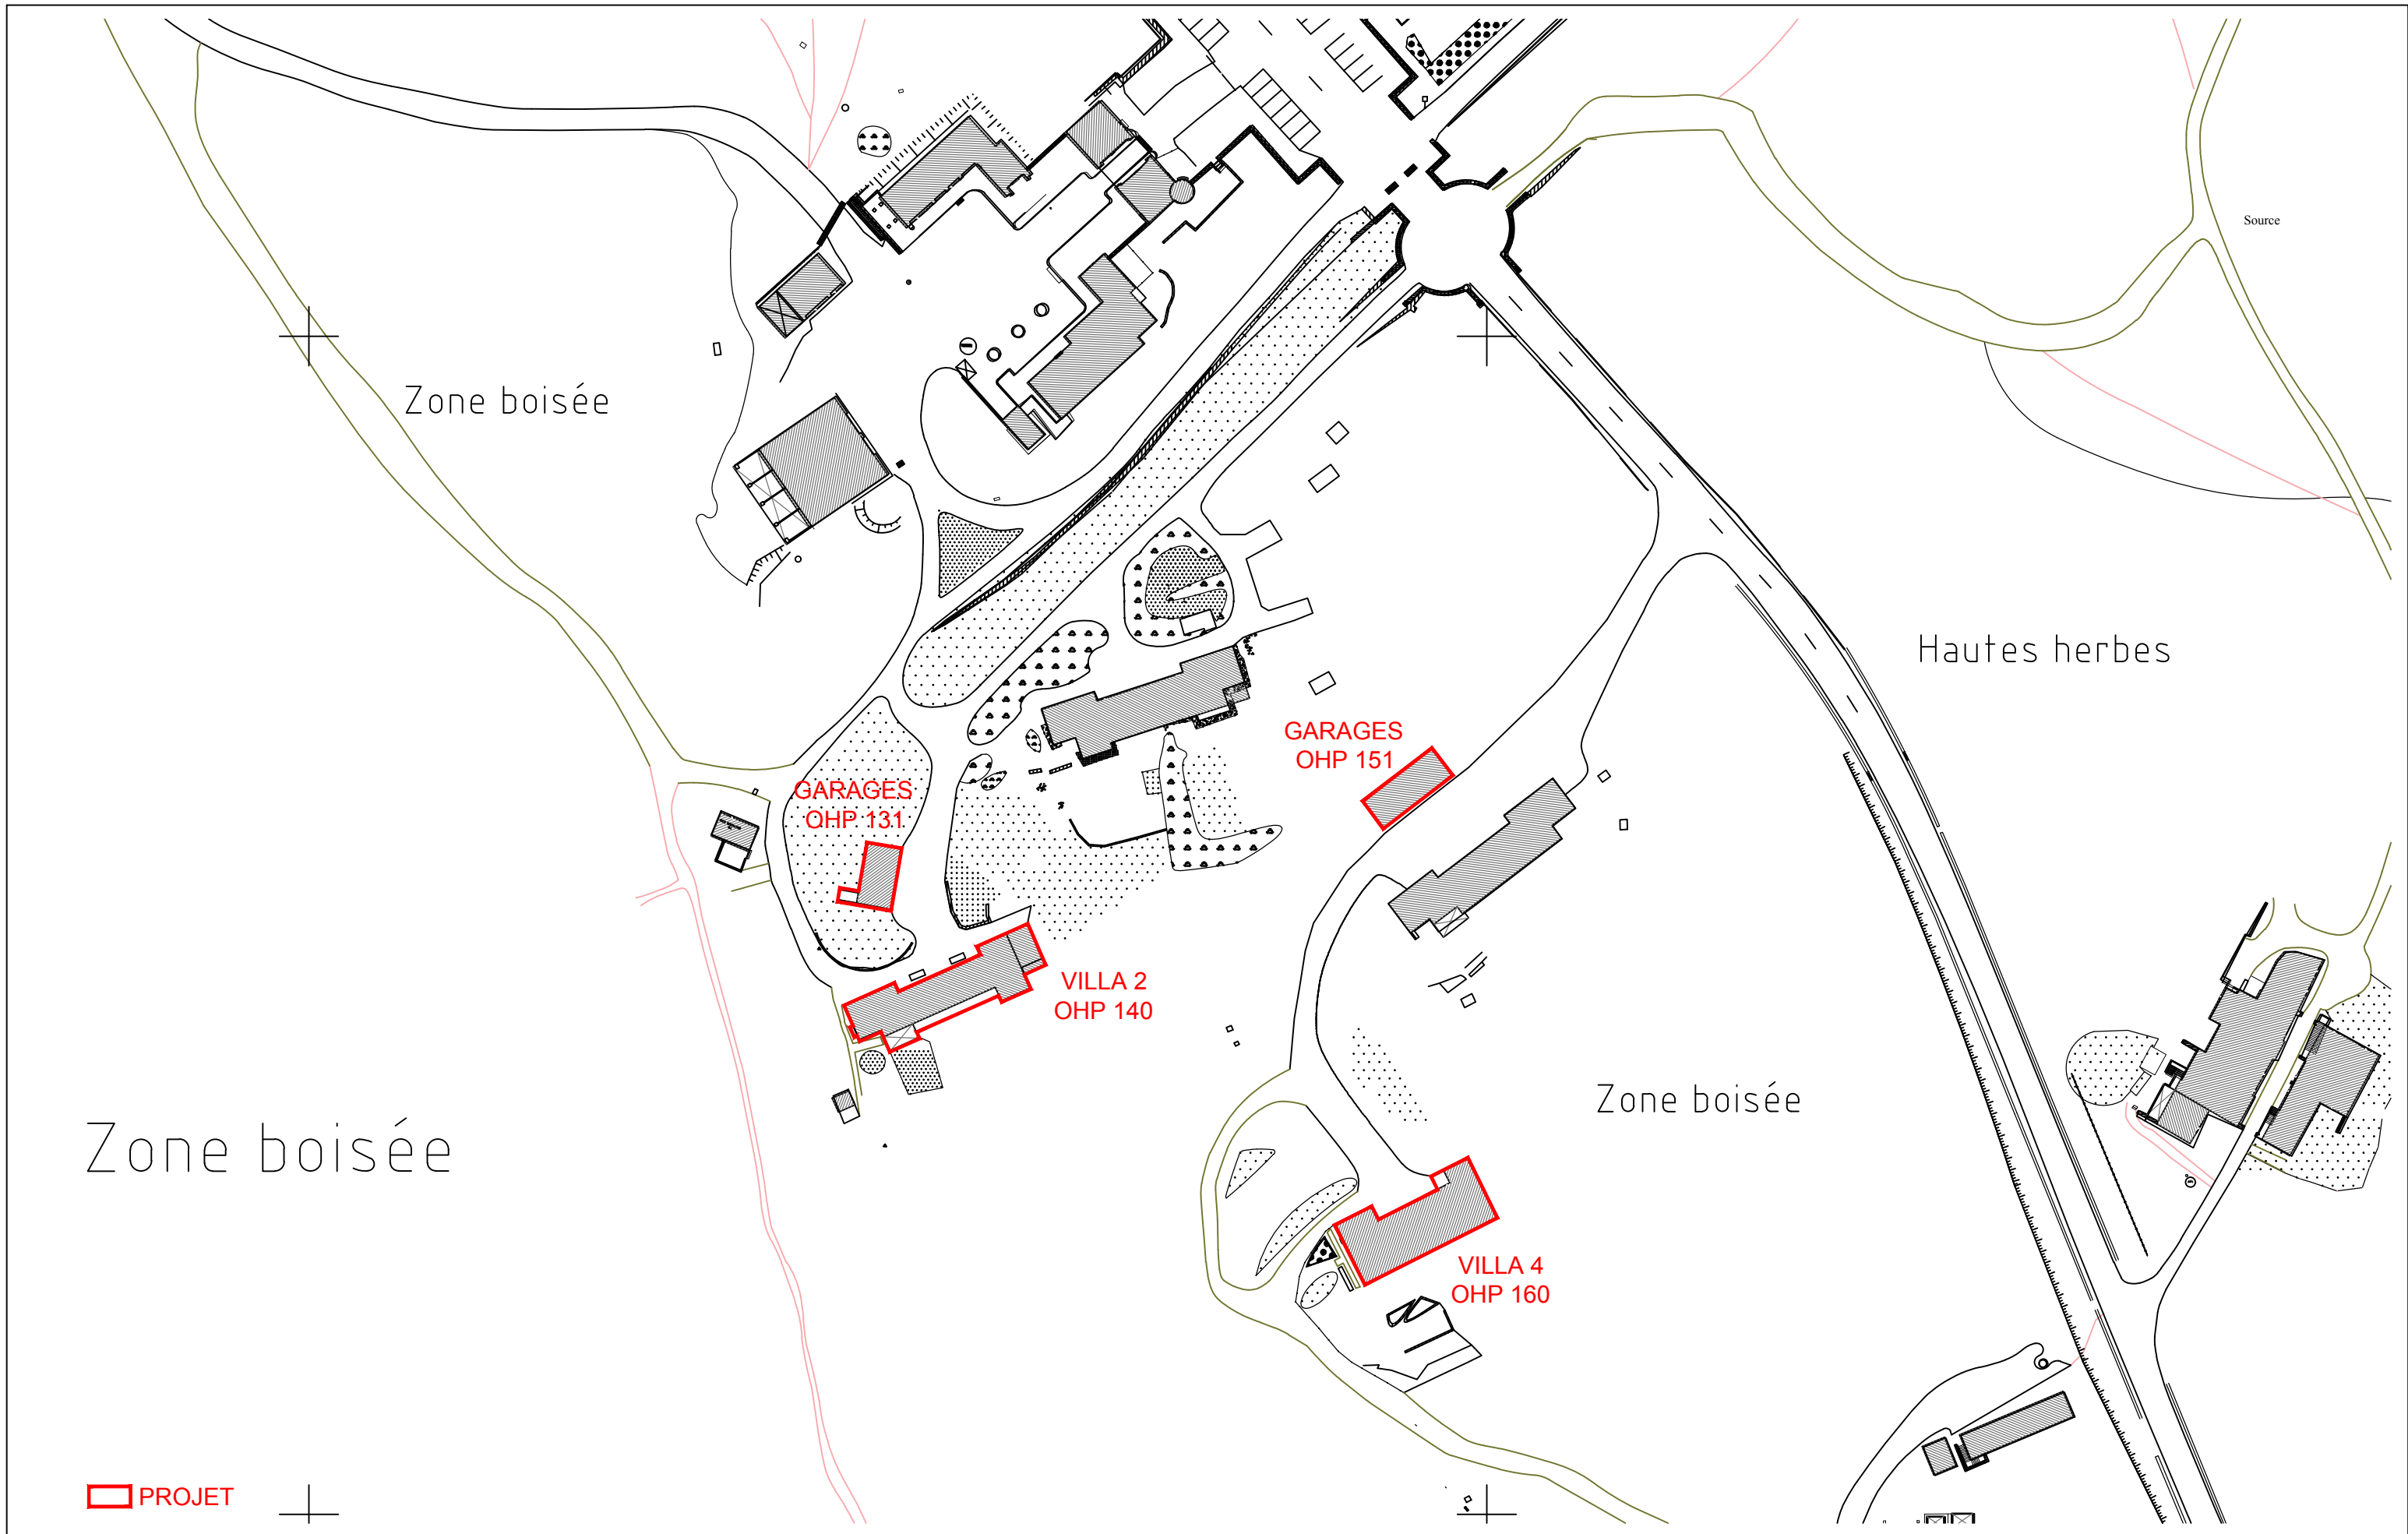 Source
Zone boisée
Hautes herbes
GARAGES
OHP 151
GARAGES
OHP 131
VILLA 2
OHP 140
Zone boisée
Zone boisée
VILLA 4
OHP 160
PROJET